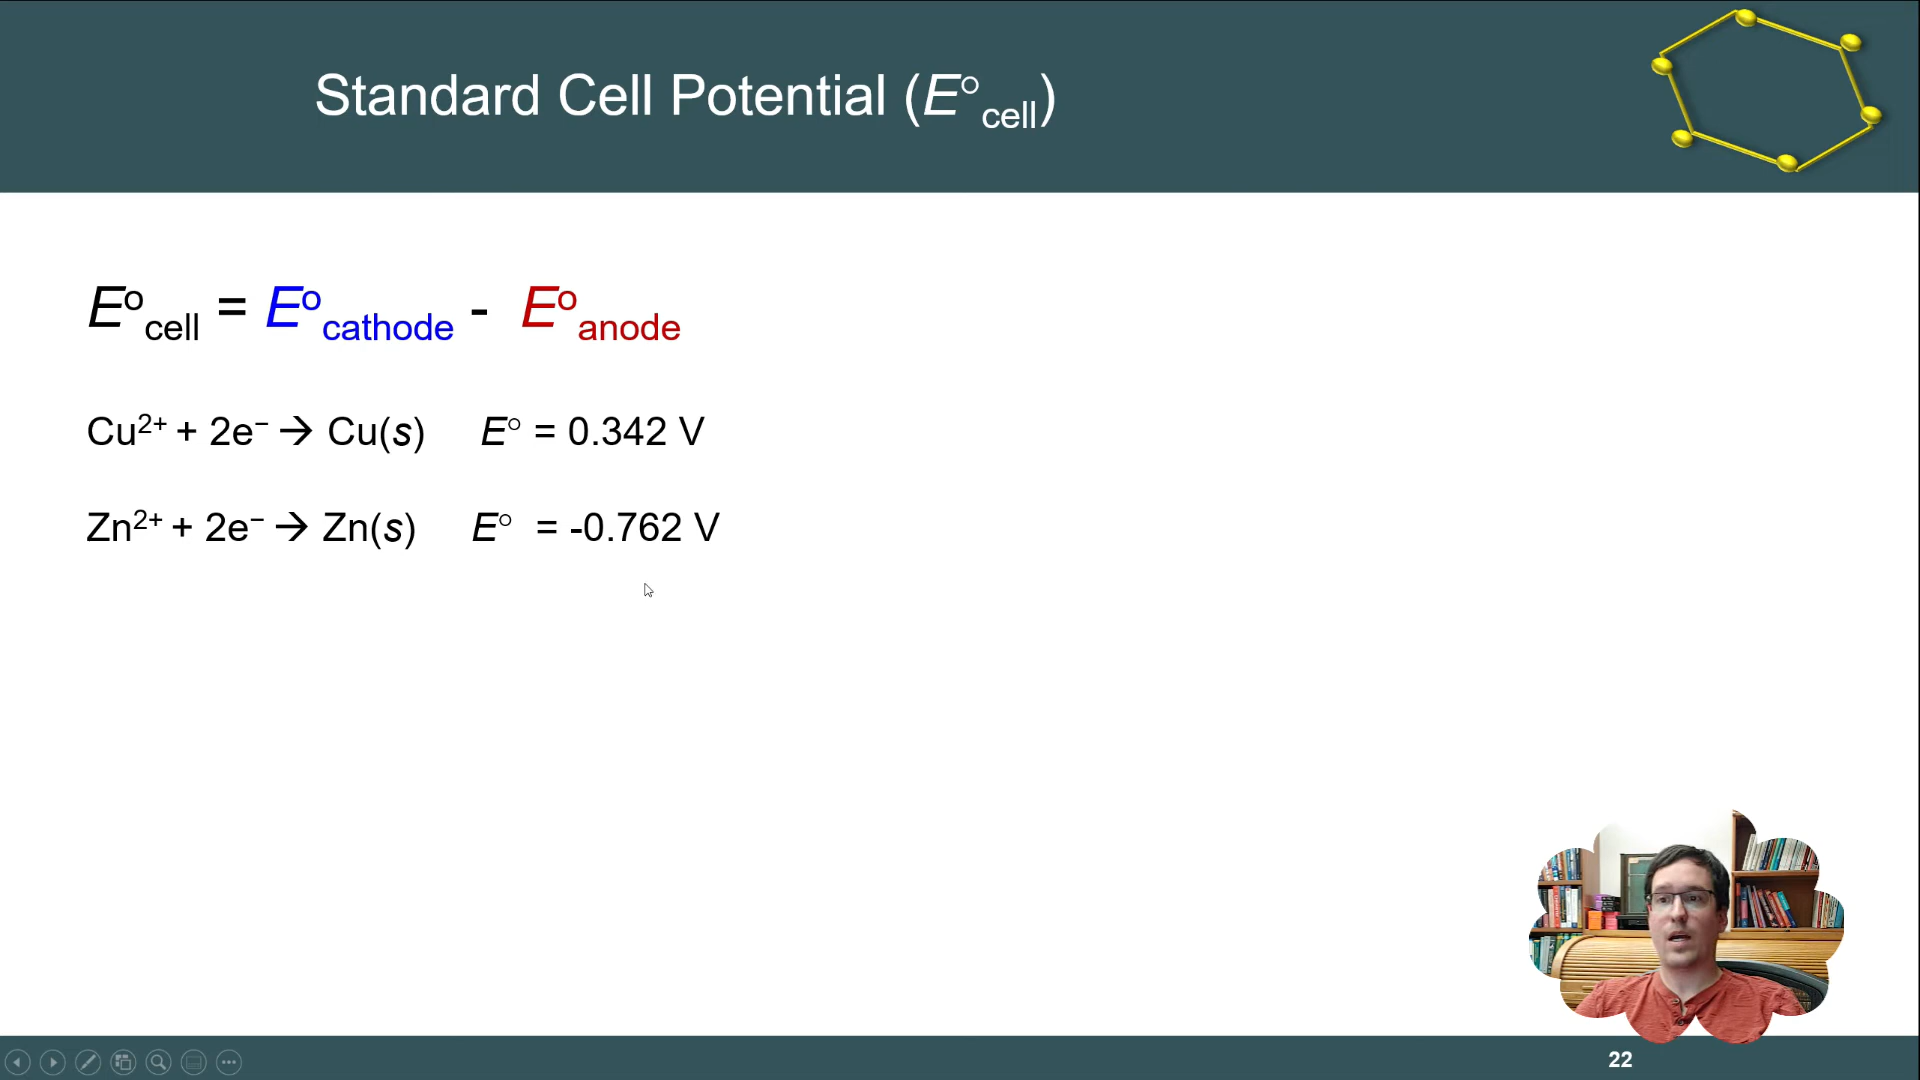 Standard Cell Potential (E°cell)
E°cell = E°cathode - E°anode
Cu²⁺ + 2e⁻ → Cu(s) E° = 0.342 V
Zn²⁺ + 2e⁻ → Zn(s) E° = -0.762 V
22